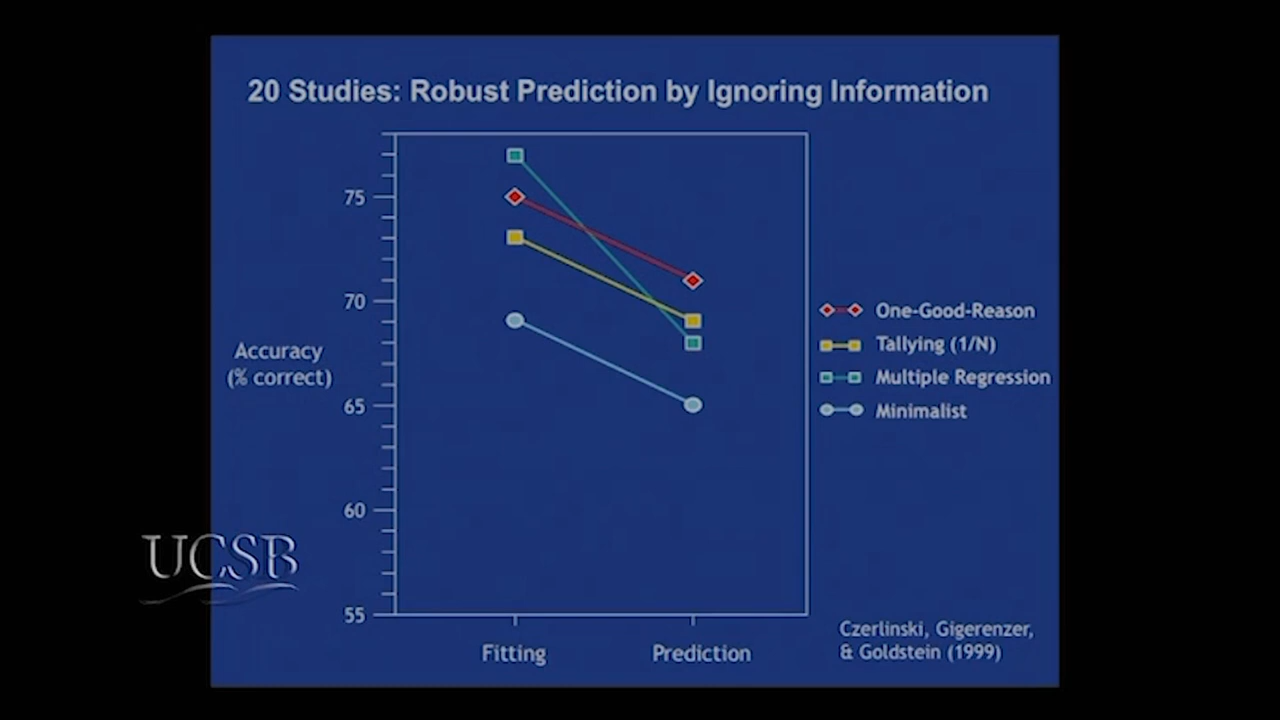 20 Studies: Robust Prediction by Ignoring Information
75
70
65
60
55
Accuracy
(% correct)
Fitting
Prediction
One-Good-Reason
Tallying (1/N)
Multiple Regression
Minimalist
Czerlinski, Gigerenzer,
& Goldstein (1999)
UCSB